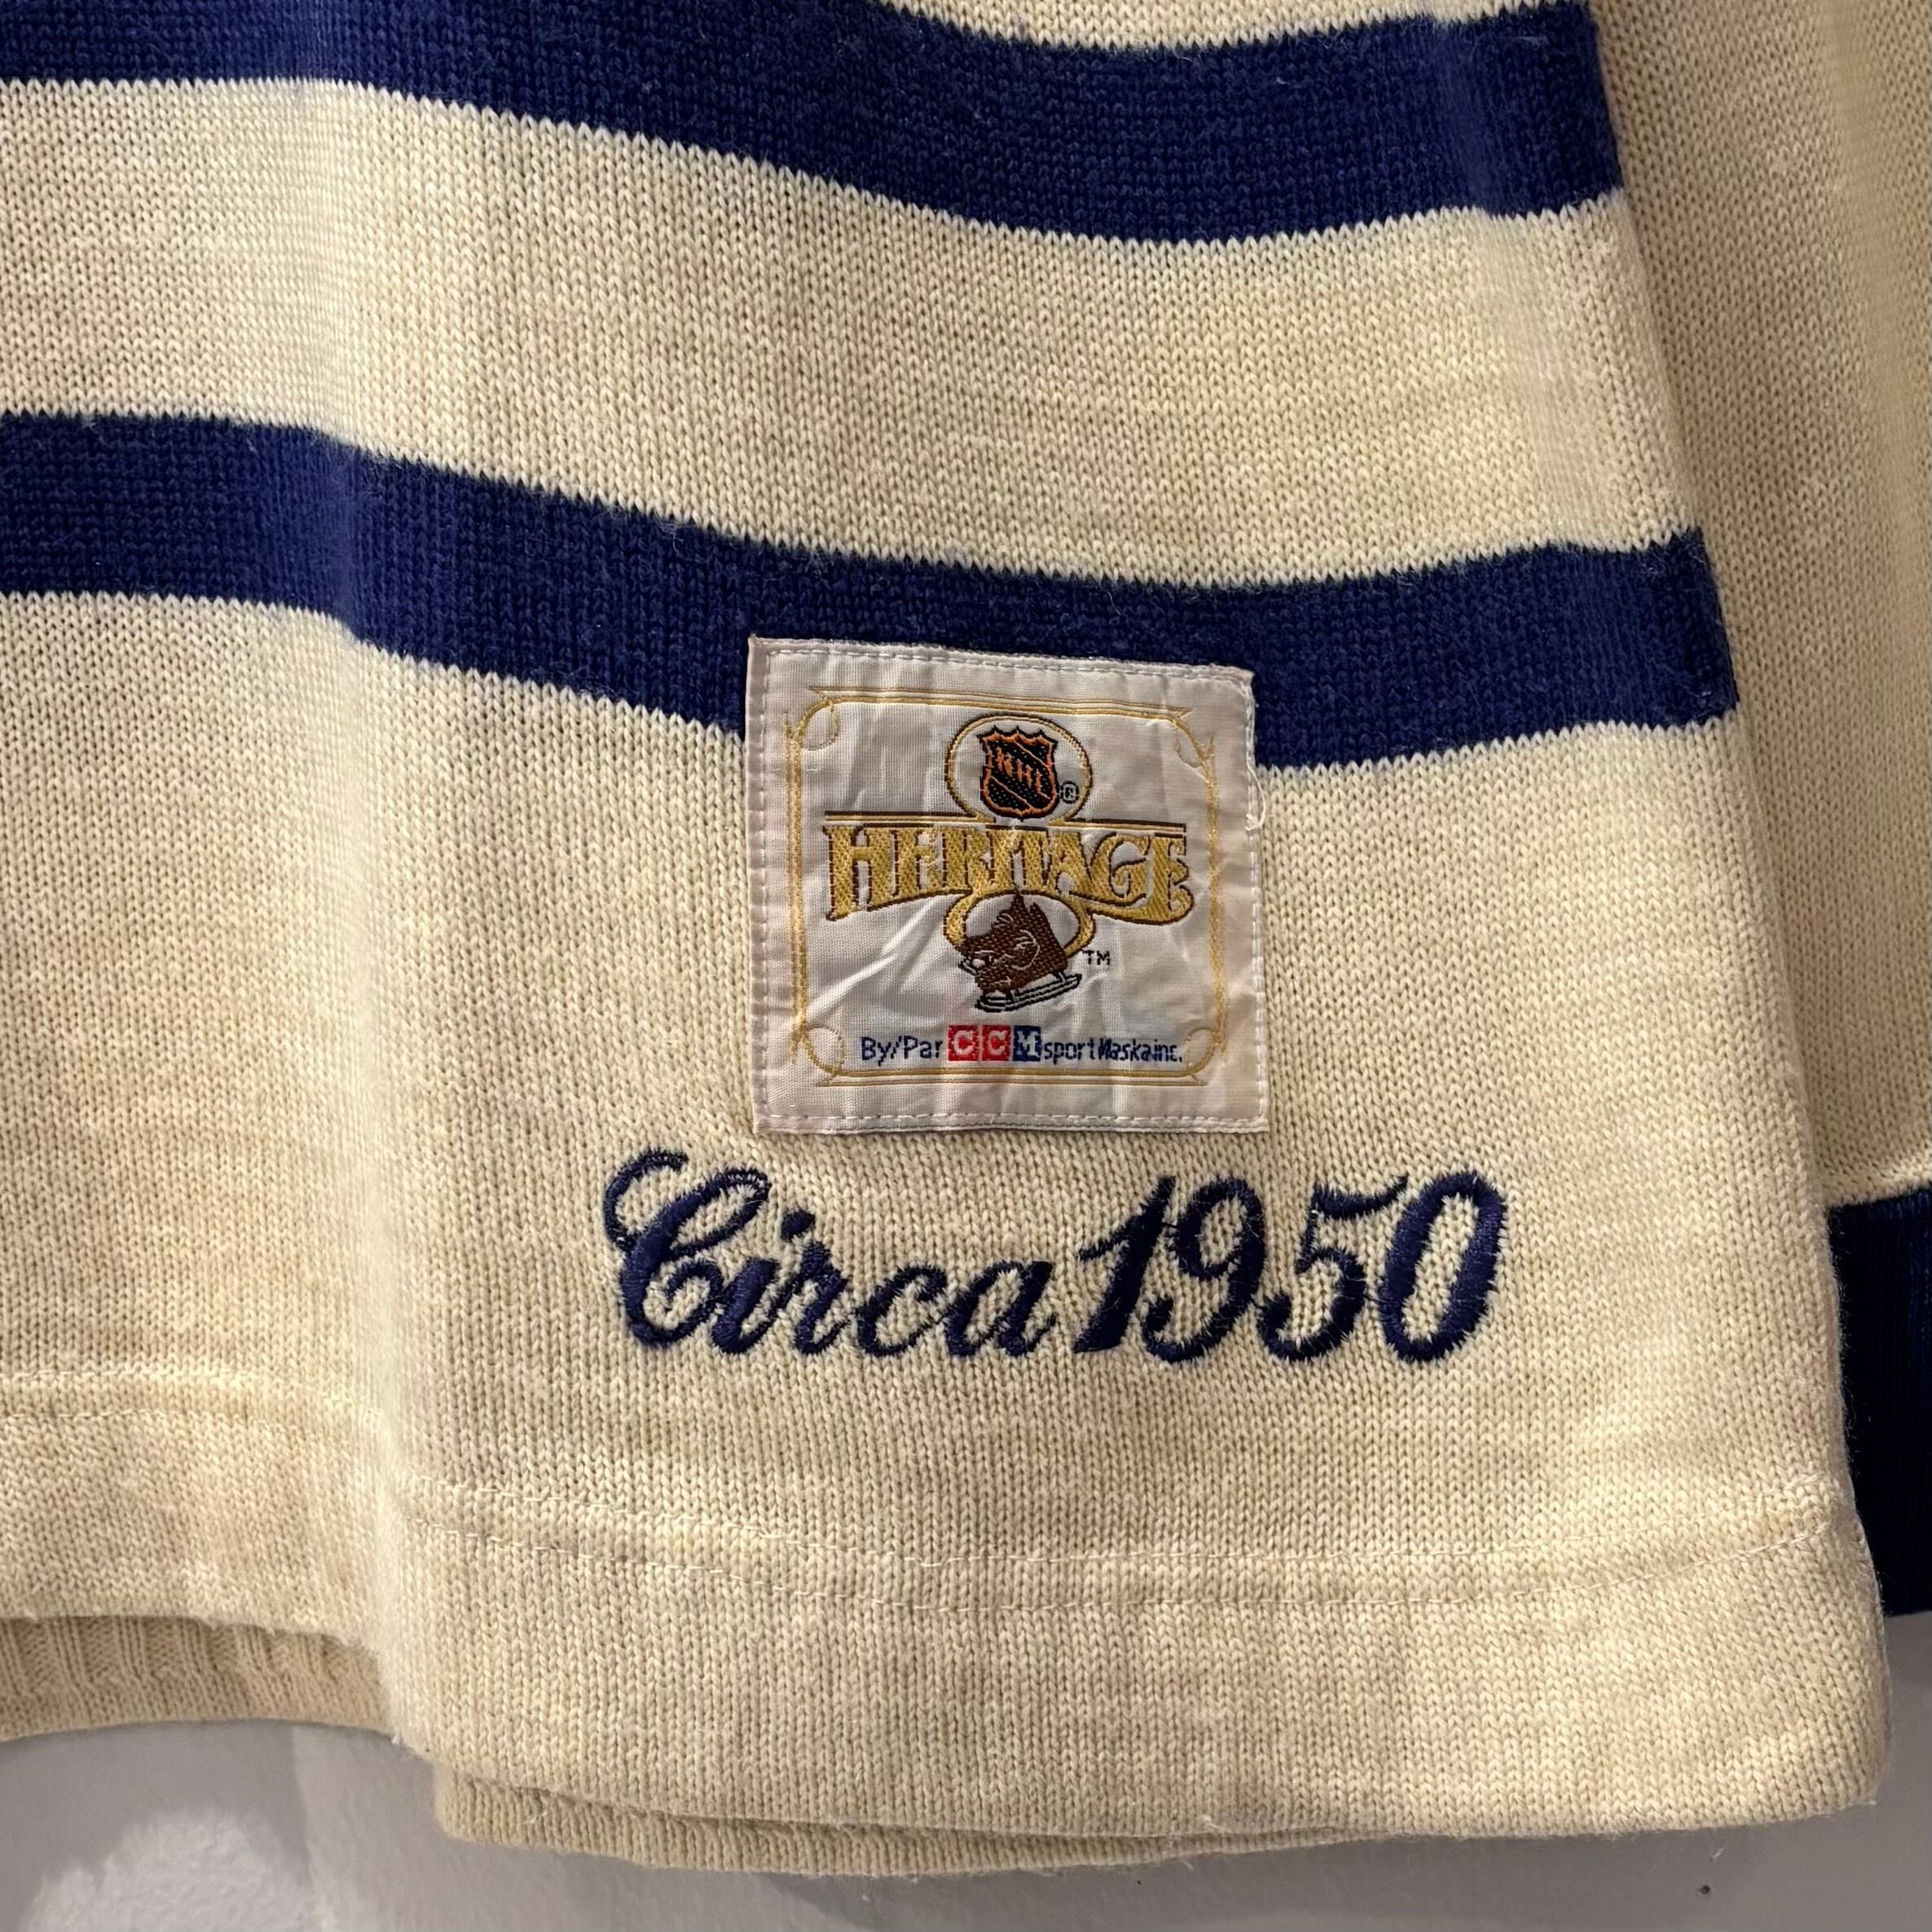 NHL ®
HERITAGE
TM
By/Par CCM sport Maska inc.
Circa 1950